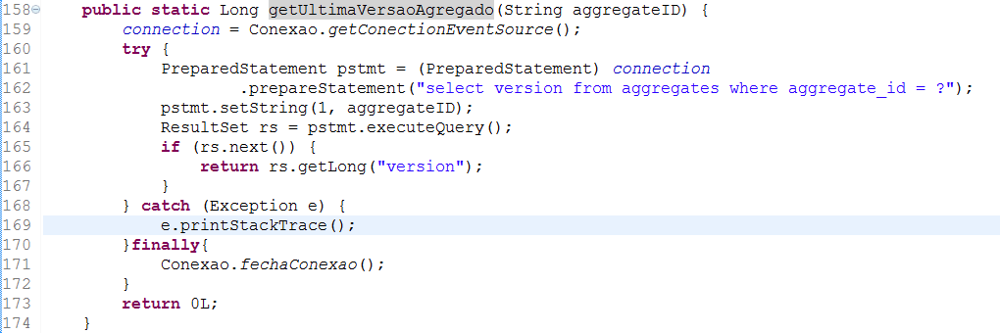 158 public static Long getUltimaVersaoAgregado(String aggregateID) {
159 connection = Conexao.getConectionEventSource();
160 try {
161 PreparedStatement pstmt = (PreparedStatement) connection
162 .prepareStatement("select version from aggregates where aggregate_id = ?");
163 pstmt.setString(1, aggregateID);
164 ResultSet rs = pstmt.executeQuery();
165 if (rs.next()) {
166 return rs.getLong("version");
167 }
168 } catch (Exception e) {
169 e.printStackTrace();
170 }finally{
171 Conexao.fechaConexao();
172 }
173 return 0L;
174 }